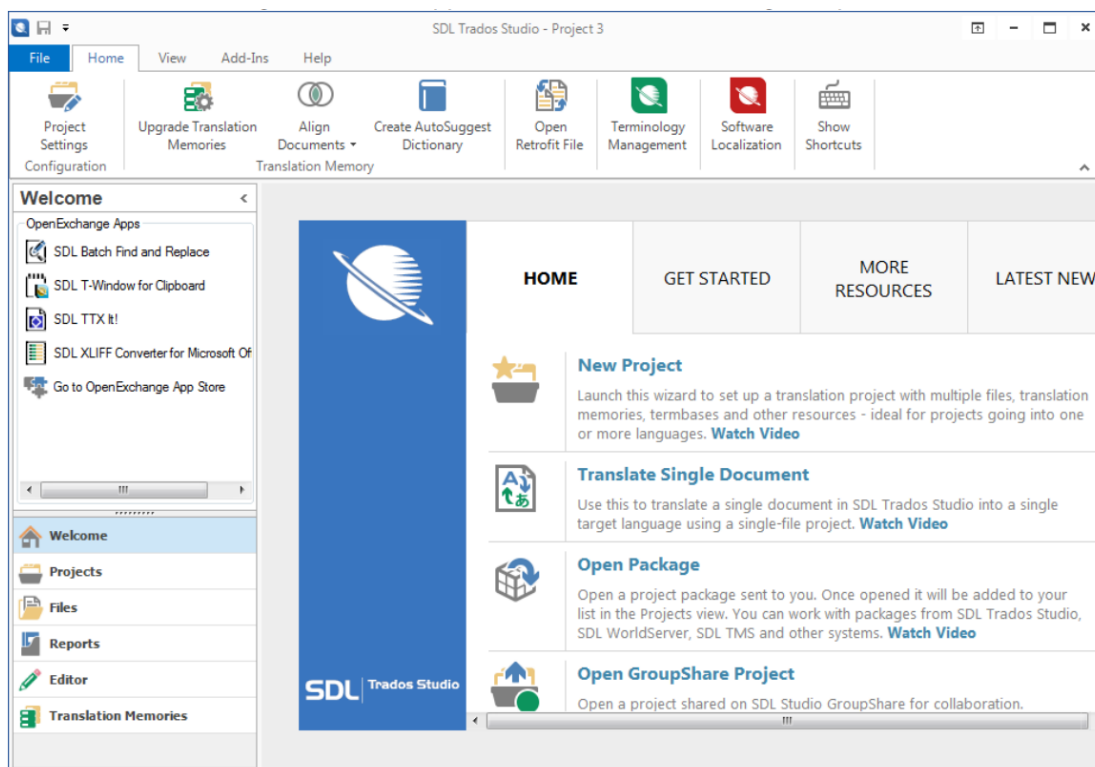 SDL Trados Studio - Project 3
File Home View Add-Ins Help
Project Settings
Upgrade Translation Memories
Align Documents
Create AutoSuggest Dictionary
Open Retrofit File
Terminology Management
Software Localization
Show Shortcuts
Configuration
Translation Memory
Welcome
OpenExchange Apps
SDL Batch Find and Replace
SDL T-Window for Clipboard
SDL TTX It!
SDL XLIFF Converter for Microsoft Of
Go to OpenExchange App Store
Welcome
Projects
Files
Reports
Editor
Translation Memories
SDL Trados Studio
HOME
GET STARTED
MORE
RESOURCES
LATEST NEW
New Project
Launch this wizard to set up a translation project with multiple files, translation
memories, termbases and other resources - ideal for projects going into one
or more languages. Watch Video
Translate Single Document
Use this to translate a single document in SDL Trados Studio into a single
target language using a single-file project. Watch Video
Open Package
Open a project package sent to you. Once opened it will be added to your
list in the Projects view. You can work with packages from SDL Trados Studio,
SDL WorldServer, SDL TMS and other systems. Watch Video
Open GroupShare Project
Open a project shared on SDL Studio GroupShare for collaboration.